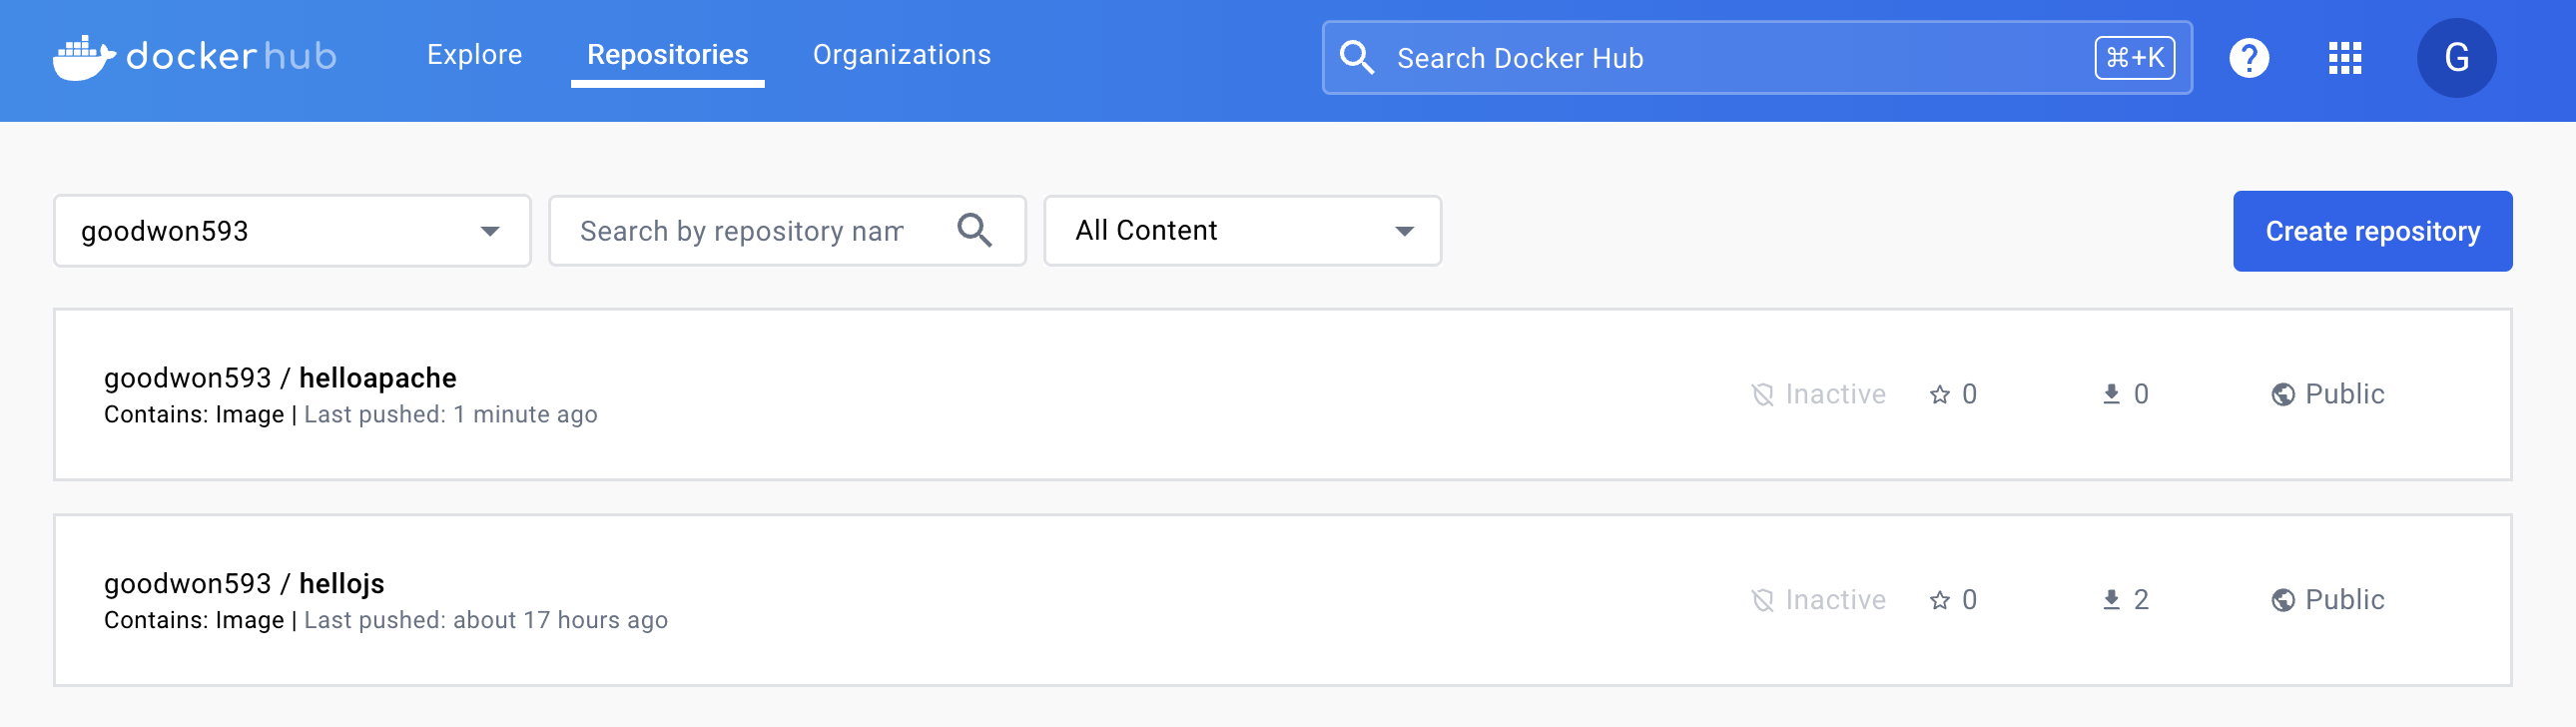 dockerhub Explore Repositories Organizations Search Docker Hub ⌘+K ? G
goodwon593 Search by repository nam All Content Create repository
goodwon593 / helloapache
Contains: Image | Last pushed: 1 minute ago
Inactive 0 0 Public
goodwon593 / hellojs
Contains: Image | Last pushed: about 17 hours ago
Inactive 0 2 Public